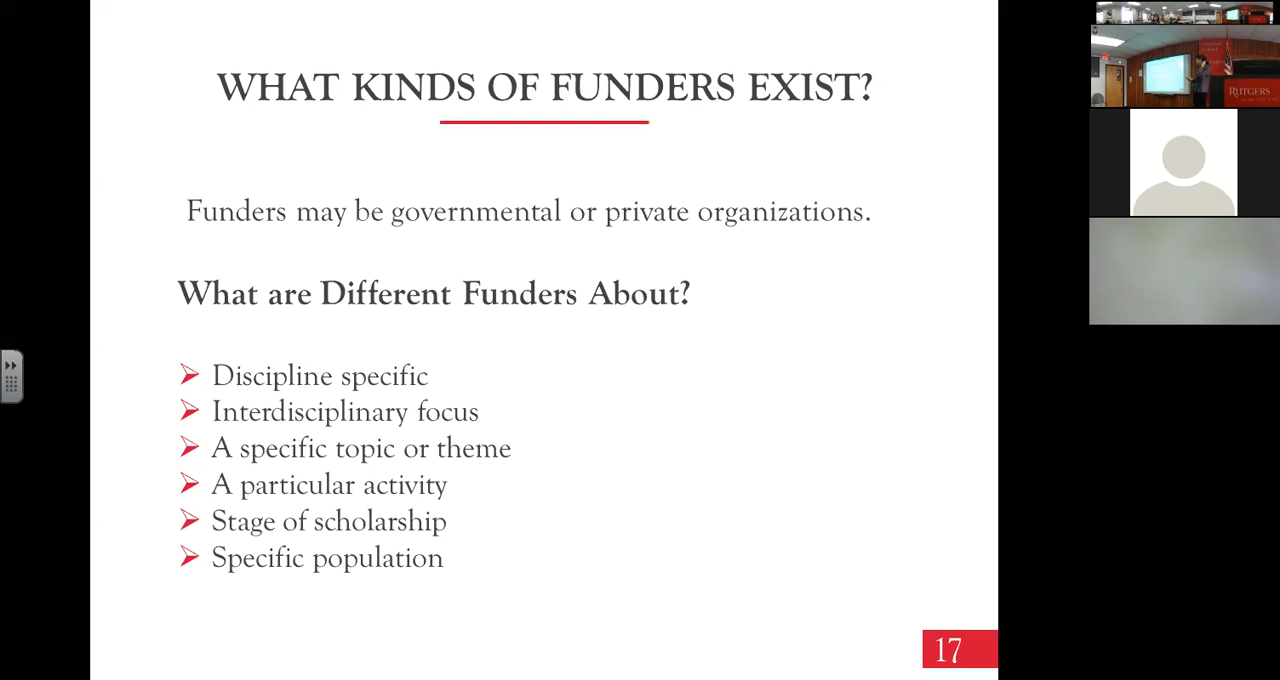 WHAT KINDS OF FUNDERS EXIST?
Funders may be governmental or private organizations.
What are Different Funders About?
Discipline specific
Interdisciplinary focus
A specific topic or theme
A particular activity
Stage of scholarship
Specific population
17
RUTGERS